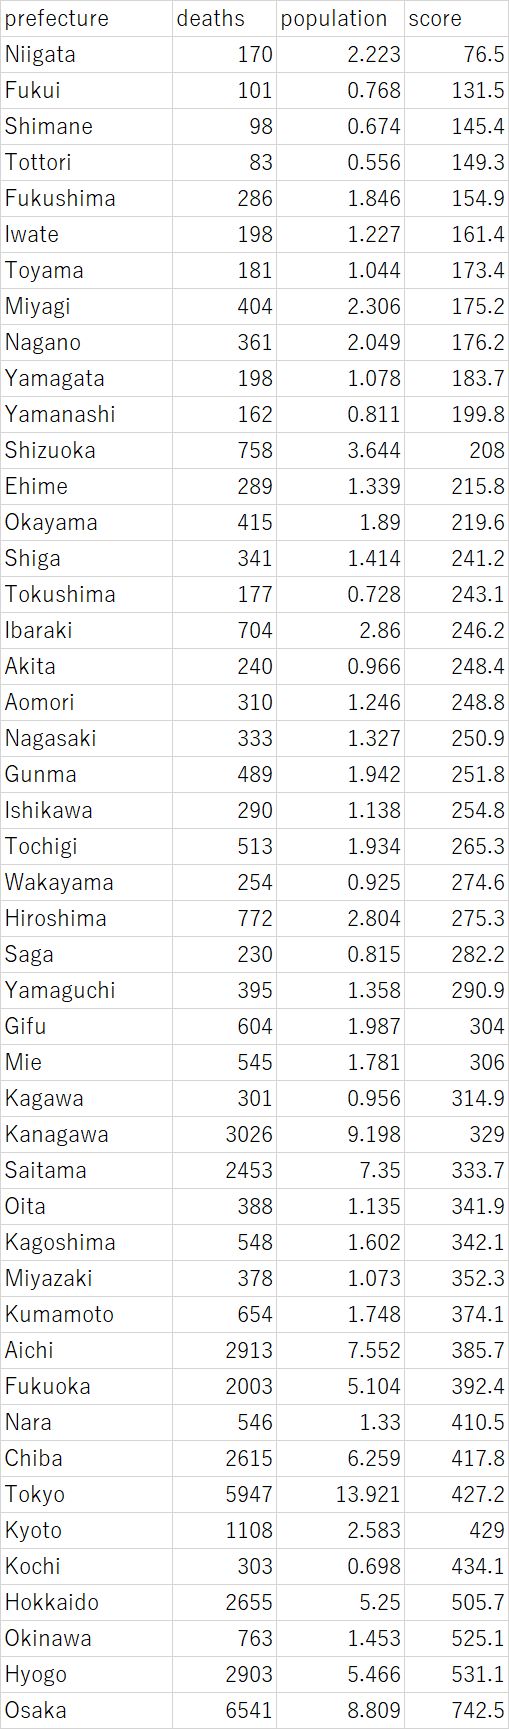 prefecture deaths population score
Niigata 170 2.223 76.5
Fukui 101 0.768 131.5
Shimane 98 0.674 145.4
Tottori 83 0.556 149.3
Fukushima 286 1.846 154.9
Iwate 198 1.227 161.4
Toyama 181 1.044 173.4
Miyagi 404 2.306 175.2
Nagano 361 2.049 176.2
Yamagata 198 1.078 183.7
Yamanashi 162 0.811 199.8
Shizuoka 758 3.644 208
Ehime 289 1.339 215.8
Okayama 415 1.89 219.6
Shiga 341 1.414 241.2
Tokushima 177 0.728 243.1
Ibaraki 704 2.86 246.2
Akita 240 0.966 248.4
Aomori 310 1.246 248.8
Nagasaki 333 1.327 250.9
Gunma 489 1.942 251.8
Ishikawa 290 1.138 254.8
Tochigi 513 1.934 265.3
Wakayama 254 0.925 274.6
Hiroshima 772 2.804 275.3
Saga 230 0.815 282.2
Yamaguchi 395 1.358 290.9
Gifu 604 1.987 304
Mie 545 1.781 306
Kagawa 301 0.956 314.9
Kanagawa 3026 9.198 329
Saitama 2453 7.35 333.7
Oita 388 1.135 341.9
Kagoshima 548 1.602 342.1
Miyazaki 378 1.073 352.3
Kumamoto 654 1.748 374.1
Aichi 2913 7.552 385.7
Fukuoka 2003 5.104 392.4
Nara 546 1.33 410.5
Chiba 2615 6.259 417.8
Tokyo 5947 13.921 427.2
Kyoto 1108 2.583 429
Kochi 303 0.698 434.1
Hokkaido 2655 5.25 505.7
Okinawa 763 1.453 525.1
Hyogo 2903 5.466 531.1
Osaka 6541 8.809 742.5